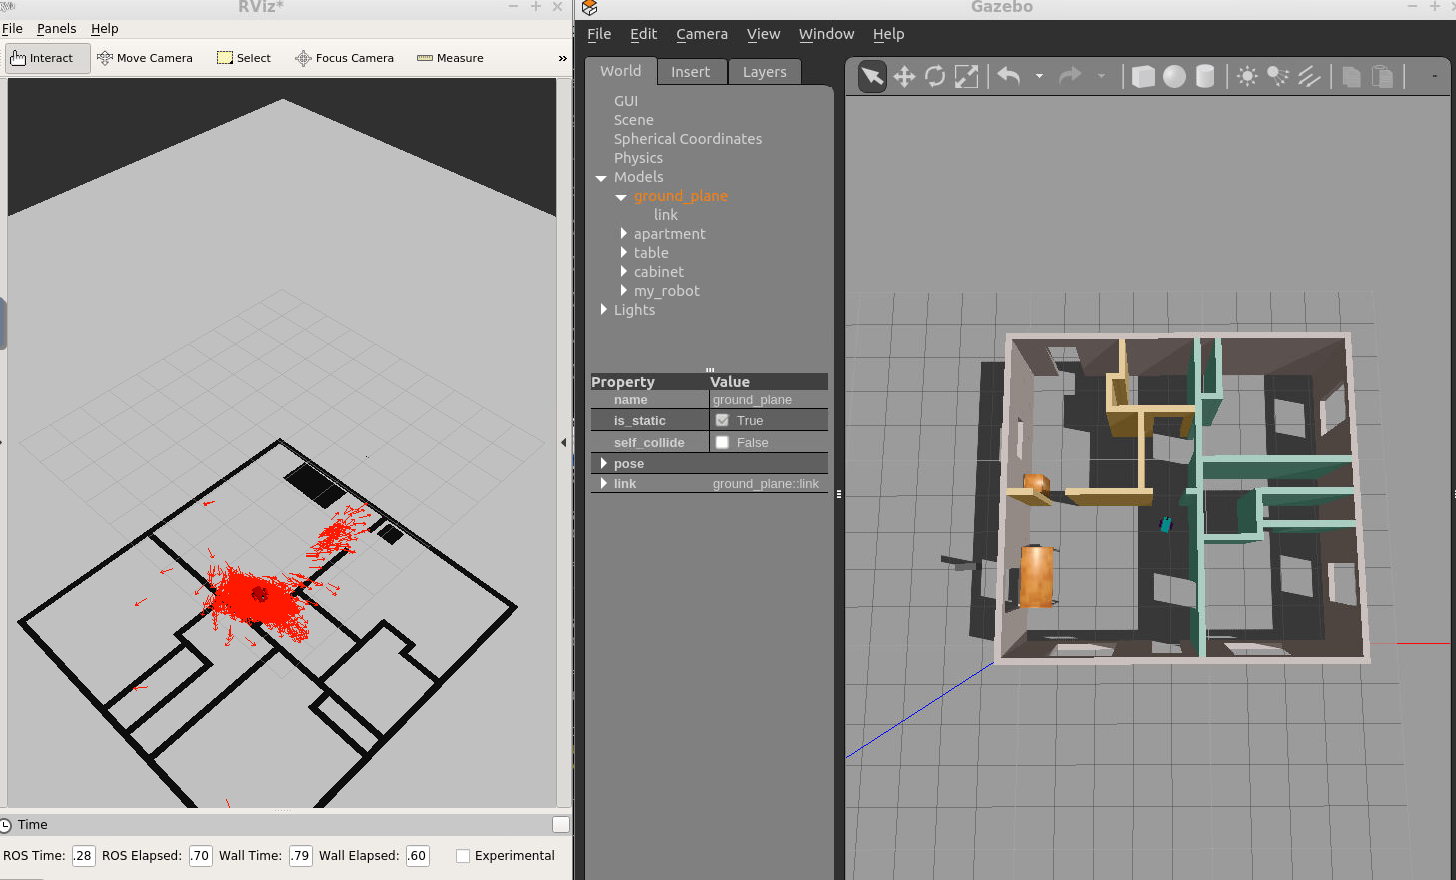 RViz*
File Panels Help
Interact Move Camera Select Focus Camera Measure »
Time
ROS Time: .28 ROS Elapsed: .70 Wall Time: .79 Wall Elapsed: .60 Experimental
Gazebo
File Edit Camera View Window Help
World Insert Layers
GUI
Scene
Spherical Coordinates
Physics
Models
ground_plane
link
apartment
table
cabinet
my_robot
Lights
Property Value
name ground_plane
is_static True
self_collide False
pose
link ground_plane::link